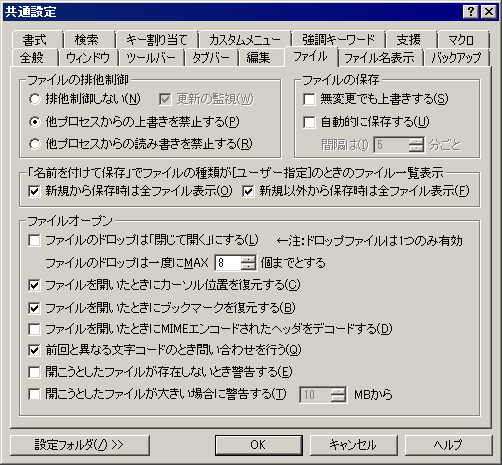 共通設定
書式 検索 キー割り当て カスタムメニュー 強調キーワード 支援 マクロ
全般 ウィンドウ ツールバー タブバー 編集 ファイル ファイル名表示 バックアップ
ファイルの排他制御
排他制御しない(N) 更新の監視(W)
他プロセスからの上書きを禁止する(P)
他プロセスからの読み書きを禁止する(R)
ファイルの保存
無変更でも上書きする(S)
自動的に保存する(U)
間隔は(I) 5 分ごと
「名前を付けて保存」でファイルの種類が[ユーザー指定]のときのファイル一覧表示
新規から保存時は全ファイル表示(O) 新規以外から保存時は全ファイル表示(F)
ファイルオープン
ファイルのドロップは「閉じて開く」にする(L) ←注:ドロップファイルは1つのみ有効
ファイルのドロップは一度にMAX 8 個までとする
ファイルを開いたときにカーソル位置を復元する(C)
ファイルを開いたときにブックマークを復元する(B)
ファイルを開いたときにMIMEエンコードされたヘッダをデコードする(D)
前回と異なる文字コードのとき問い合わせを行う(Q)
開こうとしたファイルが存在しないとき警告する(E)
開こうとしたファイルが大きい場合に警告する(T) 10 MBから
設定フォルダ(/) >> OK キャンセル ヘルプ